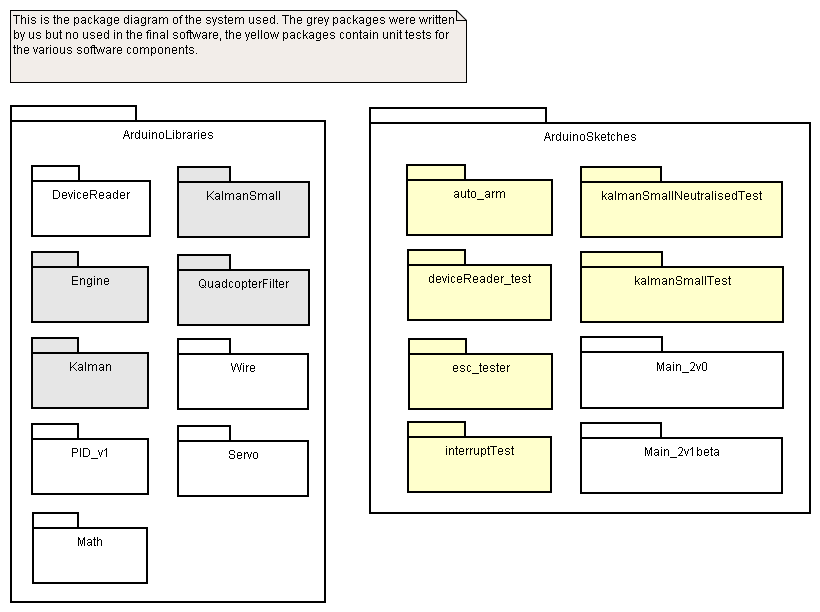 This is the package diagram of the system used. The grey packages were written
by us but no used in the final software, the yellow packages contain unit tests for
the various software components.
ArduinoLibraries
DeviceReader
KalmanSmall
Engine
QuadcopterFilter
Kalman
Wire
PID_v1
Servo
Math
ArduinoSketches
auto_arm
kalmanSmallNeutralisedTest
deviceReader_test
kalmanSmallTest
esc_tester
Main_2v0
interruptTest
Main_2v1beta